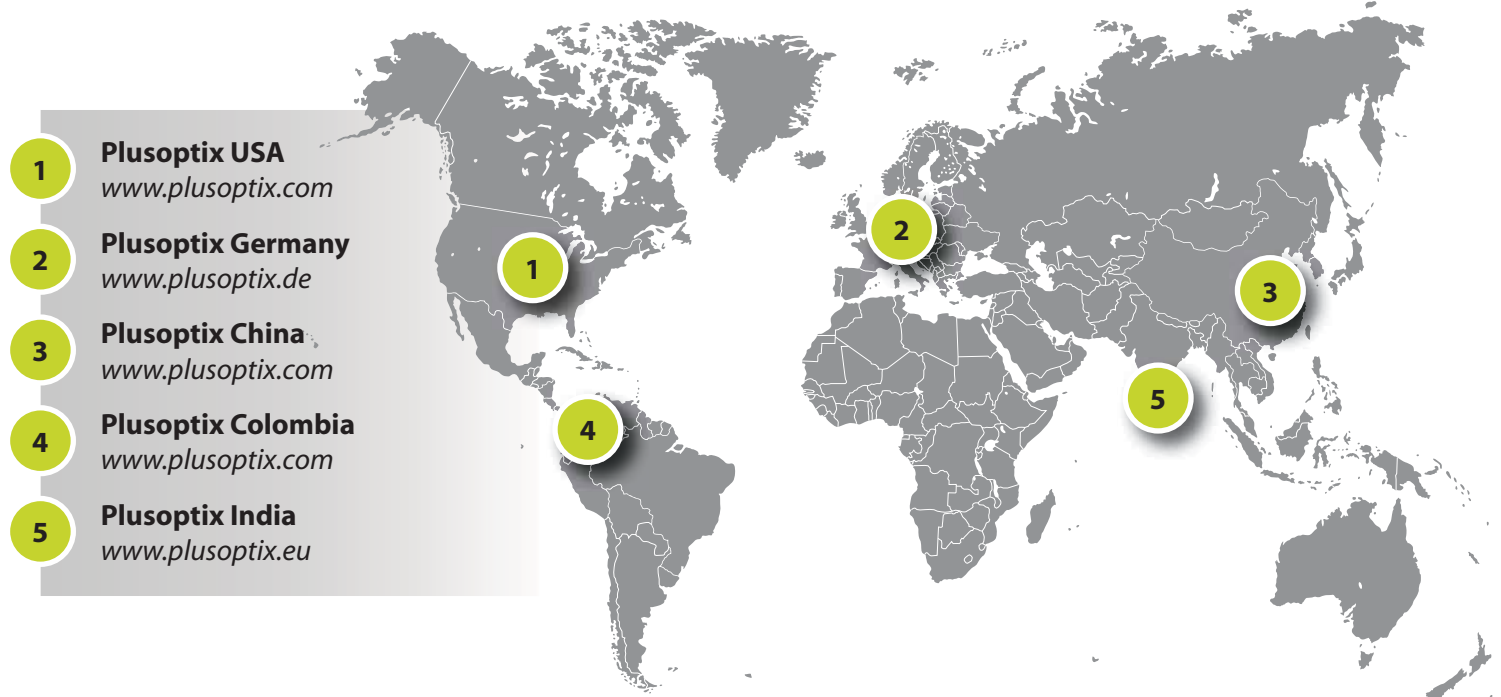 1
Plusoptix USA
www.plusoptix.com
2
Plusoptix Germany
www.plusoptix.de
3
Plusoptix China
www.plusoptix.com
4
Plusoptix Colombia
www.plusoptix.com
5
Plusoptix India
www.plusoptix.eu
1
2
3
4
5